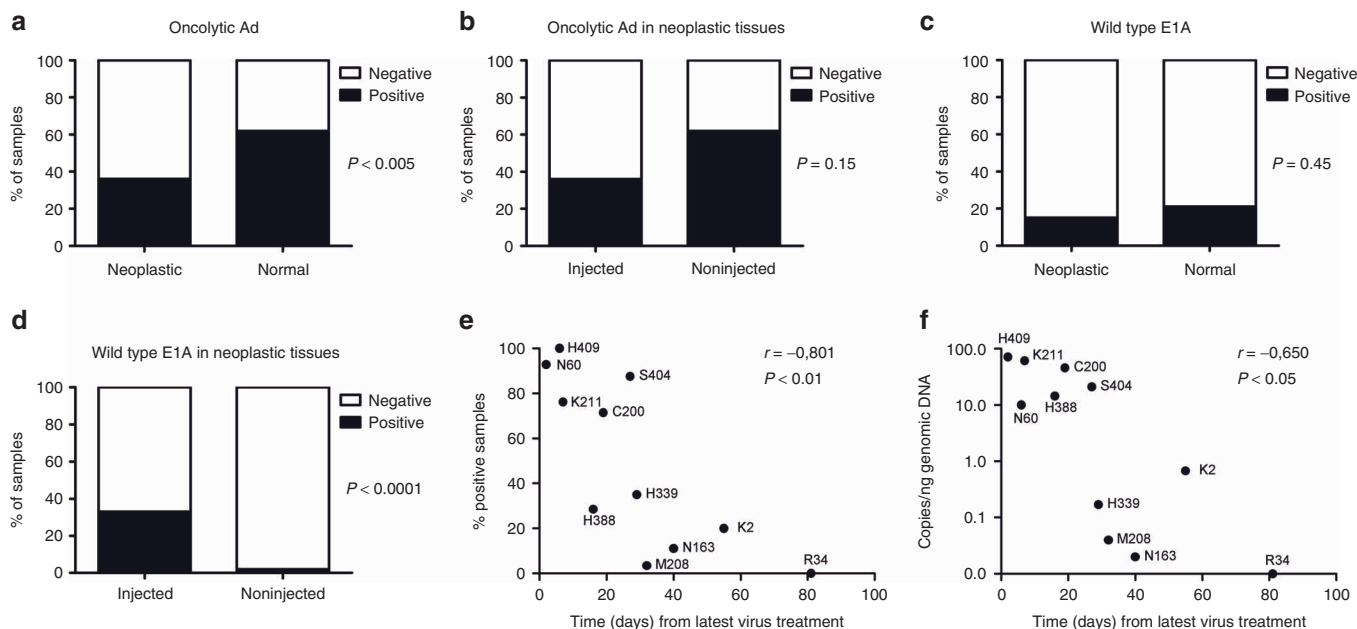 a
Oncolytic Ad
100
80
60
40
20
0
% of samples
Neoplastic
Normal
Negative
Positive
P < 0.005
b
Oncolytic Ad in neoplastic tissues
100
80
60
40
20
0
% of samples
Injected
Noninjected
Negative
Positive
P = 0.15
c
Wild type E1A
100
80
60
40
20
0
% of samples
Neoplastic
Normal
Negative
Positive
P = 0.45
d
Wild type E1A in neoplastic tissues
100
80
60
40
20
0
% of samples
Injected
Noninjected
Negative
Positive
P < 0.0001
e
100
80
60
40
20
0
% positive samples
H409
N60
S404
K211
C200
H339
H388
K2
N163
M208
R34
r = −0,801
P < 0.01
0 20 40 60 80 100
Time (days) from latest virus treatment
f
100.0
10.0
1.0
0.1
0.0
Copies/ng genomic DNA
H409
K211
C200
S404
N60
H388
K2
H339
M208
N163
R34
r = −0,650
P < 0.05
0 20 40 60 80 100
Time (days) from latest virus treatment